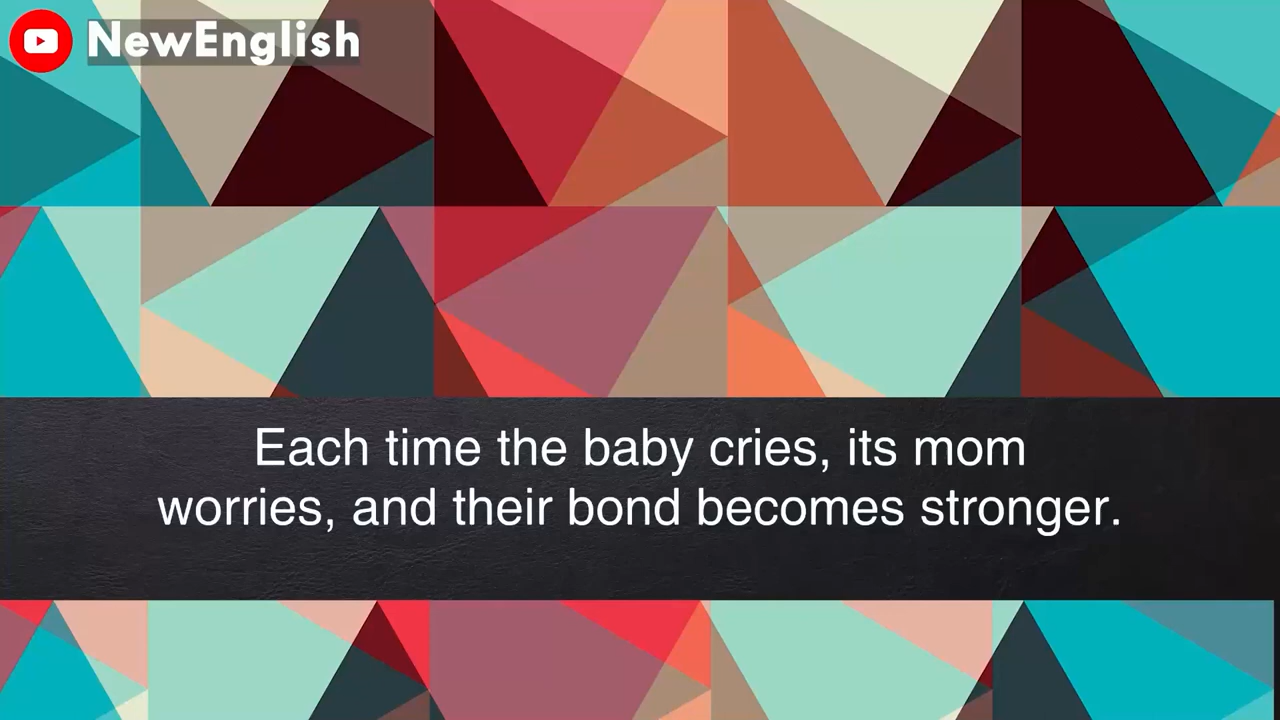 NewEnglish
Each time the baby cries, its mom
worries, and their bond becomes stronger.